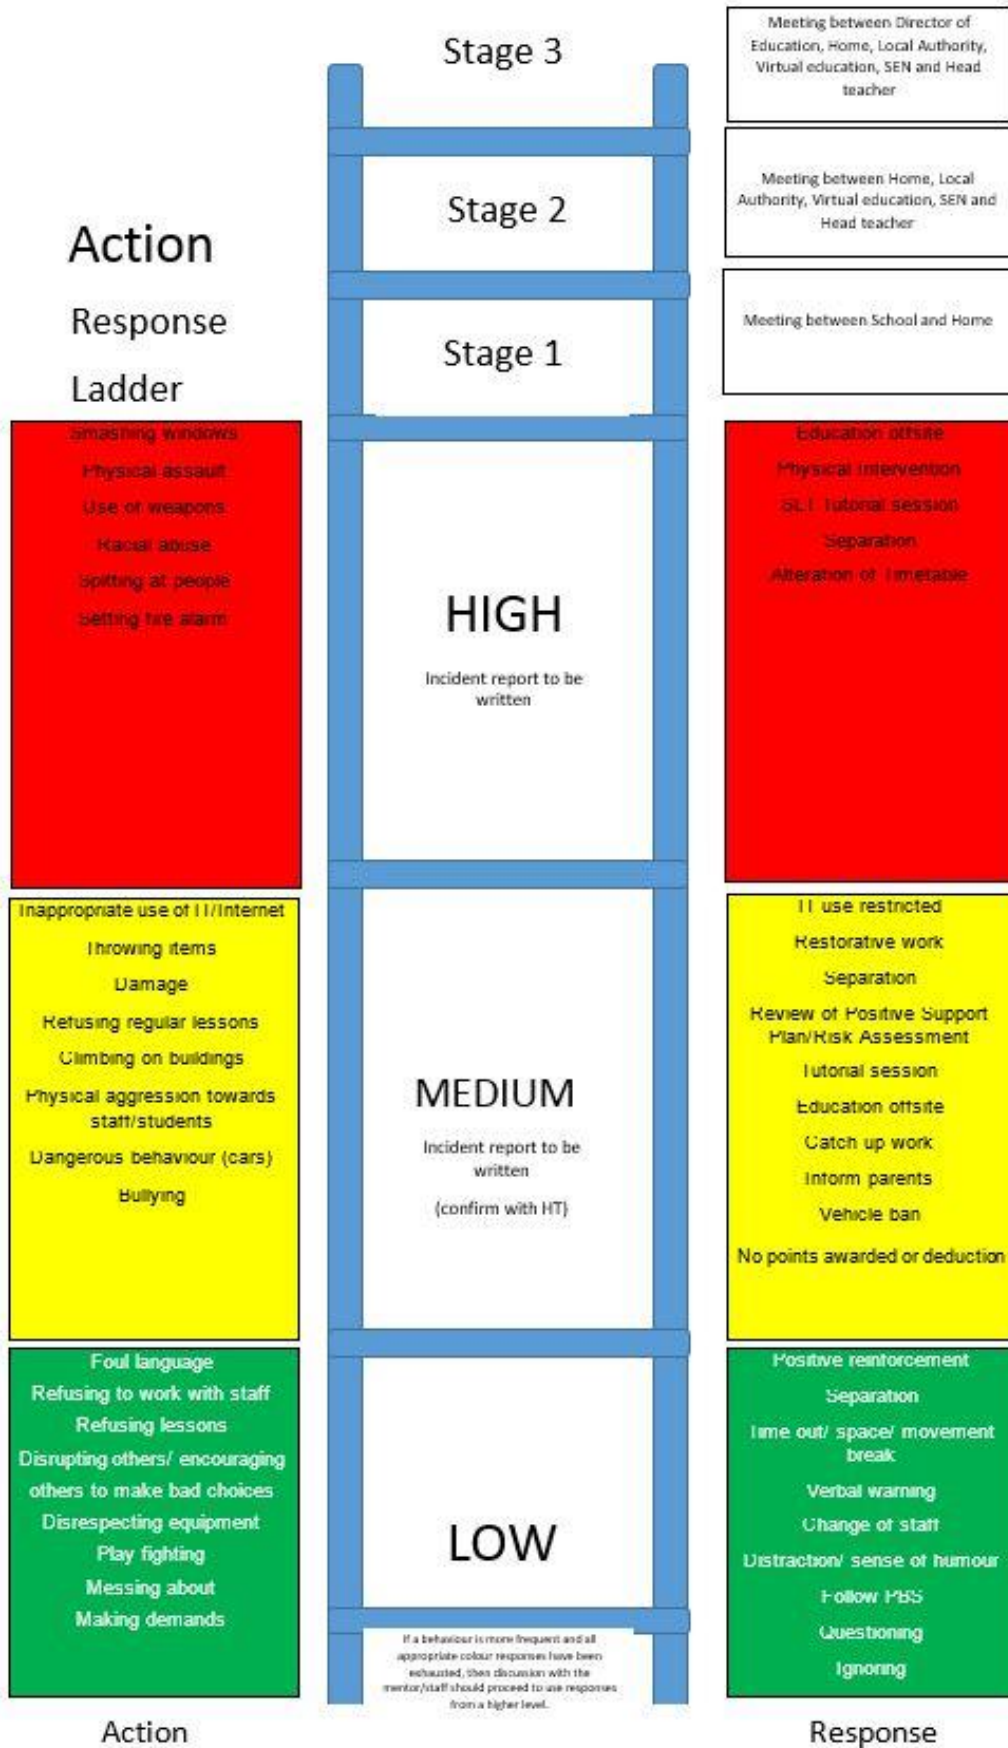 Stage 3
Meeting between Director of
Education, Home, Local Authority,
Virtual education, SEN and Head
teacher
Stage 2
Meeting between Home, Local
Authority, Virtual education, SEN and
Head teacher
Action
Response
Ladder
Stage 1
Meeting between School and Home
Smashing windows
Physical assault
Use of weapons
Racial abuse
Spitting at people
Setting fire alarm
HIGH
Incident report to be
written
Education offsite
Physical intervention
SLT Tutorial session
Separation
Alteration of Timetable
Inappropriate use of IT/Internet
Throwing items
Damage
Refusing regular lessons
Climbing on buildings
Physical aggression towards
staff/students
Dangerous behaviour (cars)
Bullying
MEDIUM
Incident report to be
written
(confirm with HT)
IT use restricted
Restorative work
Separation
Review of Positive Support
Plan/Risk Assessment
Tutorial session
Education offsite
Catch up work
Inform parents
Vehicle ban
No points awarded or deduction
Foul language
Refusing to work with staff
Refusing lessons
Disrupting others/ encouraging
others to make bad choices
Disrespecting equipment
Play fighting
Messing about
Making demands
LOW
If a behaviour is more frequent and all
appropriate colour responses have been
exhausted, then discussion with the
mentor/staff should proceed to use responses
from a higher level.
Positive reinforcement
Separation
Time out/ space/ movement
break
Verbal warning
Change of staff
Distraction/ sense of humour
Follow PBS
Questioning
Ignoring
Action
Response